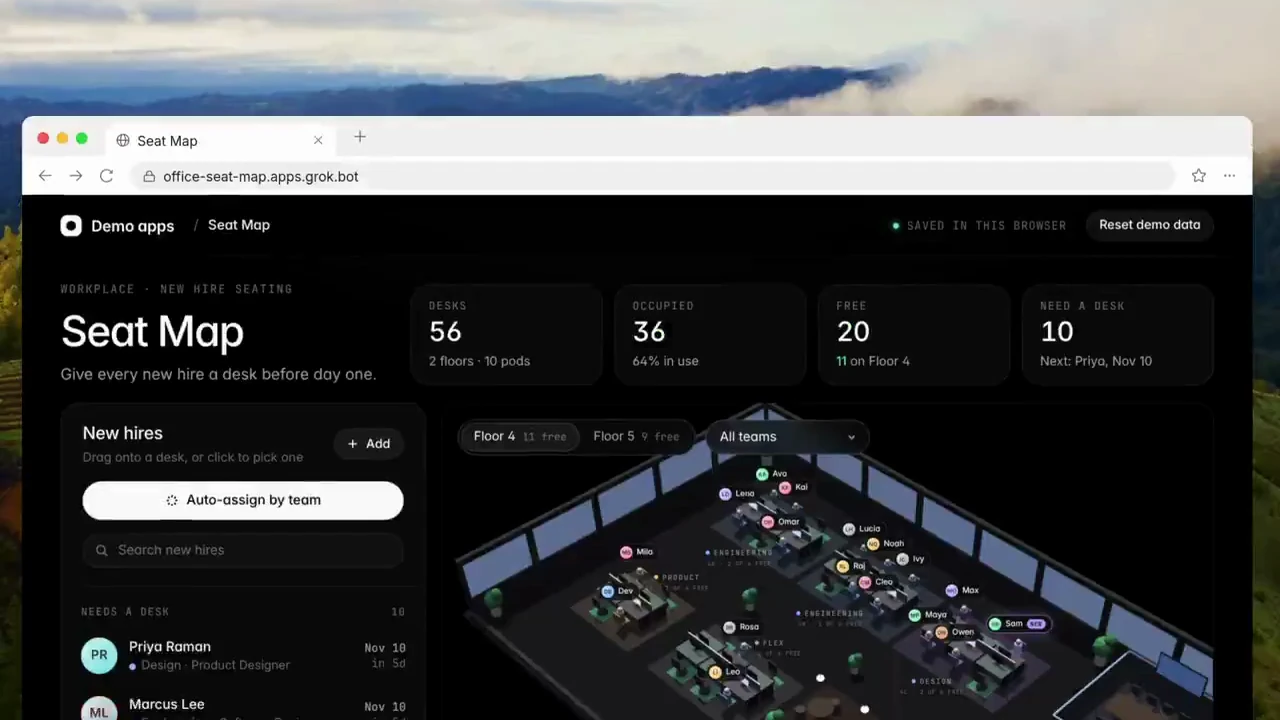 Seat Map
office-seat-map.apps.grok.bot
Demo apps / Seat Map
SAVED IN THIS BROWSER
Reset demo data
WORKPLACE · NEW HIRE SEATING
Seat Map
Give every new hire a desk before day one.
DESKS
56
2 floors · 10 pods
OCCUPIED
36
64% in use
FREE
20
11 on Floor 4
NEED A DESK
10
Next: Priya, Nov 10
New hires
Drag onto a desk, or click to pick one
+ Add
Auto-assign by team
Search new hires
NEEDS A DESK 10
PR
Priya Raman
Design · Product Designer
Nov 10
in 5d
ML
Marcus Lee
Nov 10
Floor 4 11 free
Floor 5 9 free
All teams
Ava
Kai
Lena
Omar
ENGINEERING
Lucia
Noah
Ivy
Raj
Cleo
ENGINEERING
Mila
PRODUCT
Dev
Max
Maya
Sam
Owen
DESIGN
Rosa
FLEX
Leo